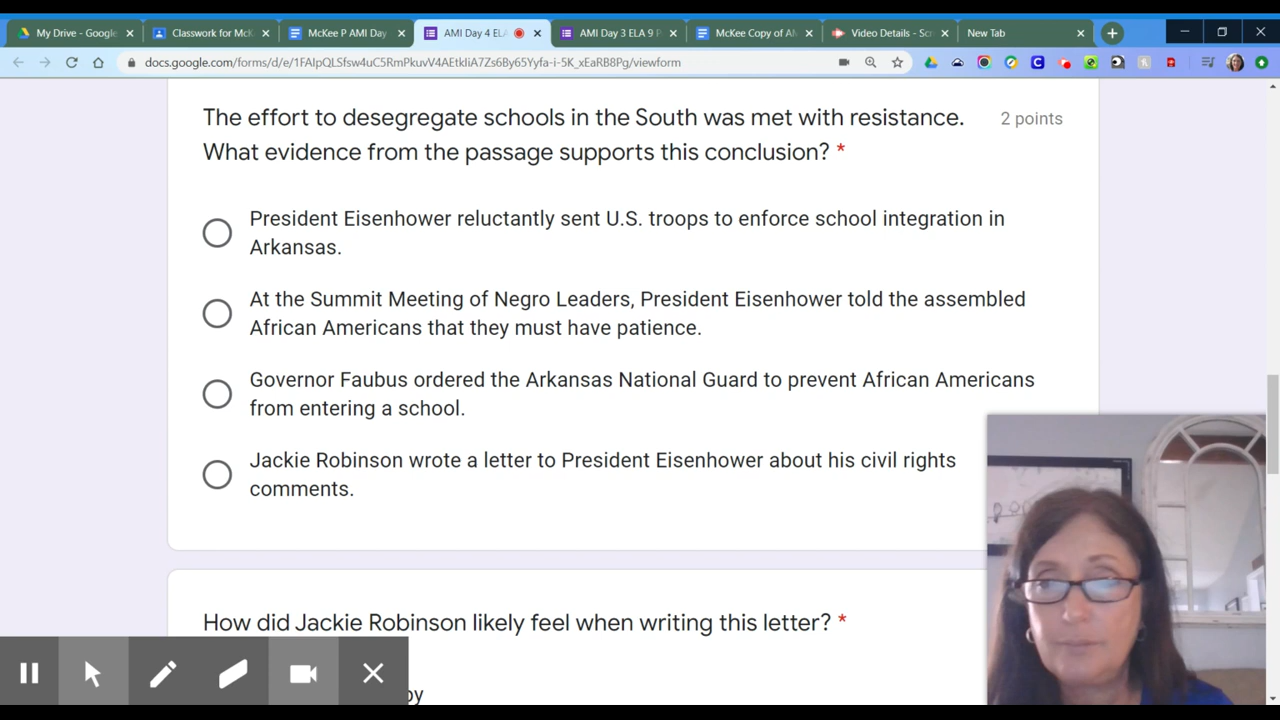 My Drive - Google
Classwork for McK
McKee P AMI Day
AMI Day 4 ELA
AMI Day 3 ELA 9 P
McKee Copy of AM
Video Details - Scr
New Tab
docs.google.com/forms/d/e/1FAIpQLSfsw4uC5RmPkuvV4AEtkliA7Zs6By65Yyfa-i-5K_xEaRB8Pg/viewform
The effort to desegregate schools in the South was met with resistance.
2 points
What evidence from the passage supports this conclusion? *
President Eisenhower reluctantly sent U.S. troops to enforce school integration in
Arkansas.
At the Summit Meeting of Negro Leaders, President Eisenhower told the assembled
African Americans that they must have patience.
Governor Faubus ordered the Arkansas National Guard to prevent African Americans
from entering a school.
Jackie Robinson wrote a letter to President Eisenhower about his civil rights
comments.
How did Jackie Robinson likely feel when writing this letter? *